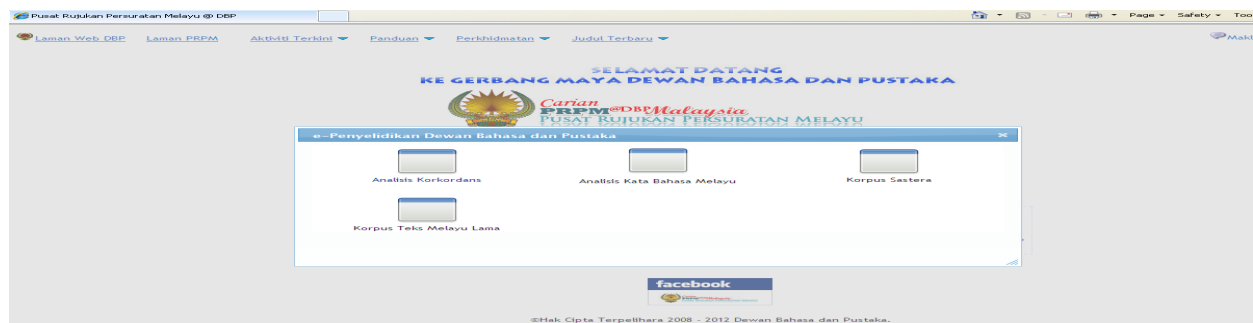 Pusat Rujukan Persuratan Melayu @ DBP
Page Safety Too
Laman Web DBP Laman PRPM Aktiviti Terkini Panduan Perkhidmatan Judul Terbaru Makl
SELAMAT DATANG
KE GERBANG MAYA DEWAN BAHASA DAN PUSTAKA
Carian
PRPM@DBPMalaysia
PUSAT RUJUKAN PERSURATAN MELAYU
e-Penyelidikan Dewan Bahasa dan Pustaka
Analisis Korkordans Analisis Kata Bahasa Melayu Korpus Sastera
Korpus Teks Melayu Lama
facebook
©Hak Cipta Terpelihara 2008 - 2012 Dewan Bahasa dan Pustaka.